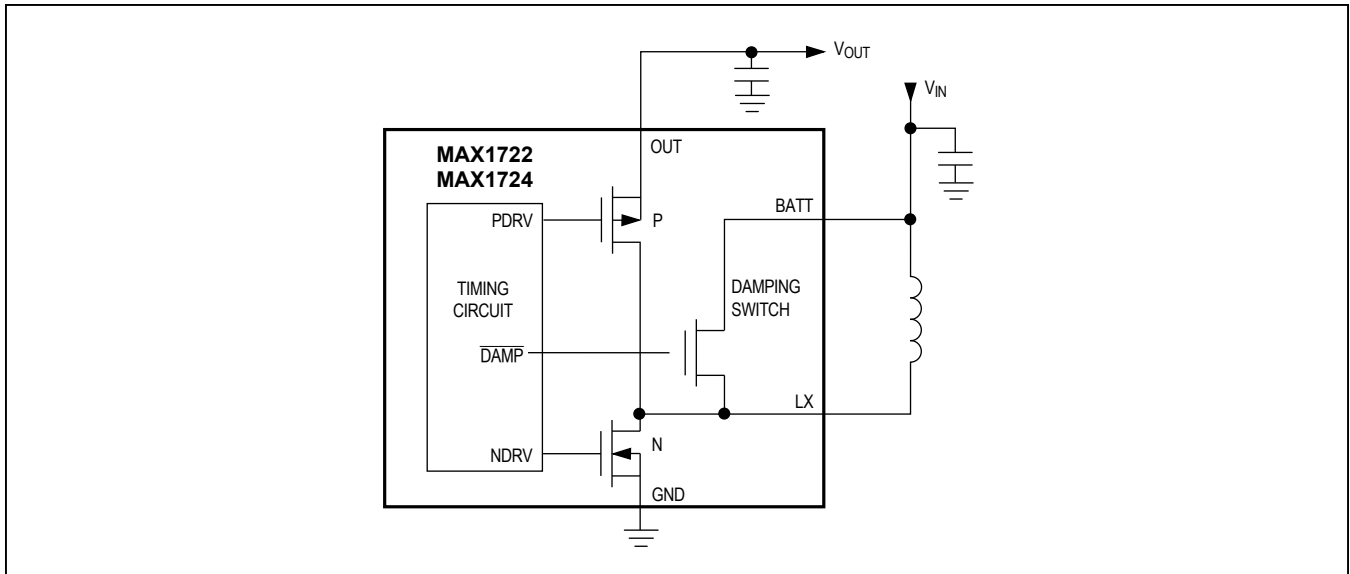 VOUT
VIN
MAX1722
MAX1724
OUT
BATT
PDRV
P
TIMING
CIRCUIT
DAMPING
SWITCH
DAMP
LX
NDRV
N
GND